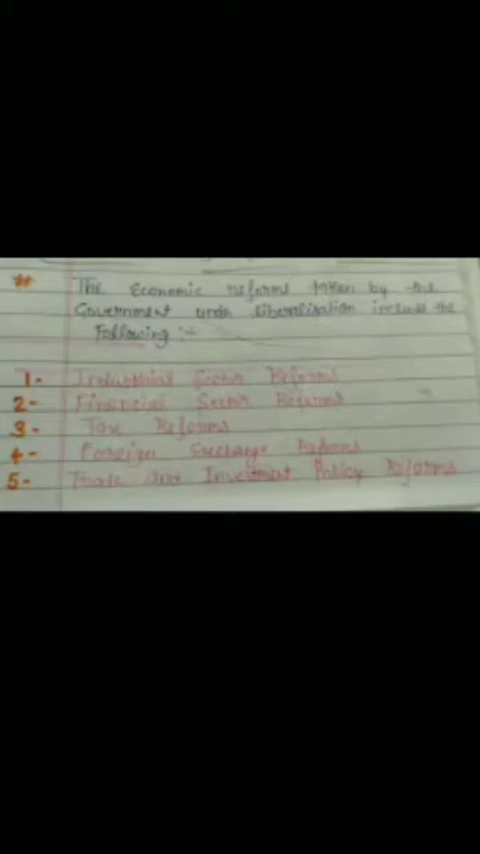 The Economic reforms taken by the
Government under liberalisation include the
Following :-
1- Industrial Sector Reforms
2- Financial Sector Reforms
3- Tax Reforms
4- Foreign Exchange Reforms
5- Trade and Investment Policy Reforms